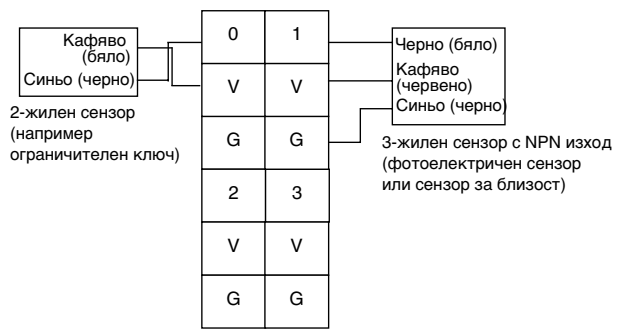 Кафяво
(бяло)
Синьо (черно)
2-жилен сензор
(например
ограничителен ключ)
0 1
V V
G G
2 3
V V
G G
Черно (бяло)
Кафяво
(червено)
Синьо (черно)
3-жилен сензор с NPN изход
(фотоелектричен сензор
или сензор за близост)